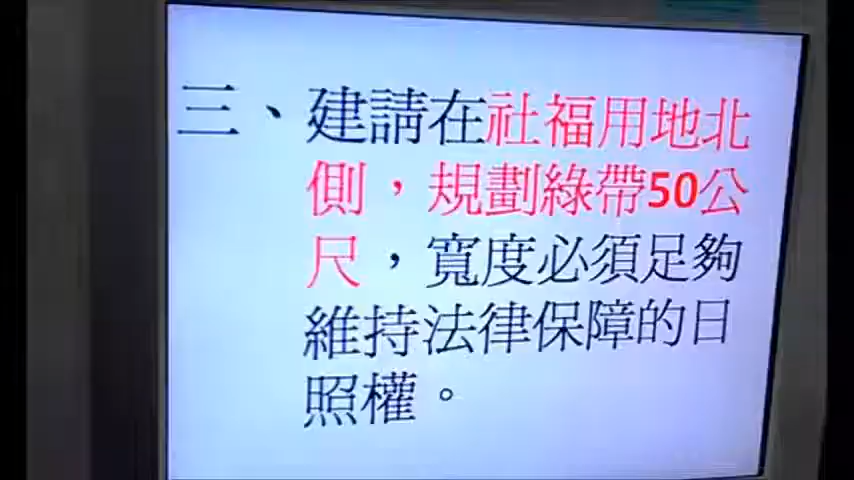 三、建請在社福用地北
側，規劃綠帶50公
尺，寬度必須足夠
維持法律保障的日
照權。